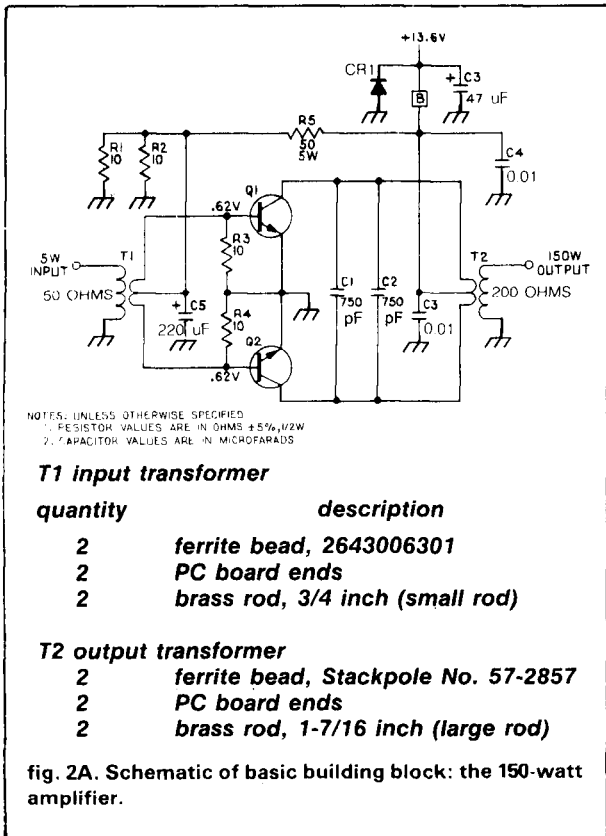 +13.6V
CR1
+ C3
47 uF
B
R5
50
5W
R1
10
R2
10
C4
0.01
Q1
.62V
T1
R3
10
5W
INPUT
50 OHMS
+ C5
220 uF
R4
10
Q2
.62V
C1
750
pF
C2
750
pF
C3
0.01
T2
150W
OUTPUT
200 OHMS
NOTES: UNLESS OTHERWISE SPECIFIED
1. RESISTOR VALUES ARE IN OHMS ±5%, 1/2W
2. CAPACITOR VALUES ARE IN MICROFARADS
T1 input transformer
quantity description
2 ferrite bead, 2643006301
2 PC board ends
2 brass rod, 3/4 inch (small rod)
T2 output transformer
2 ferrite bead, Stackpole No. 57-2857
2 PC board ends
2 brass rod, 1-7/16 inch (large rod)
fig. 2A. Schematic of basic building block: the 150-watt
amplifier.